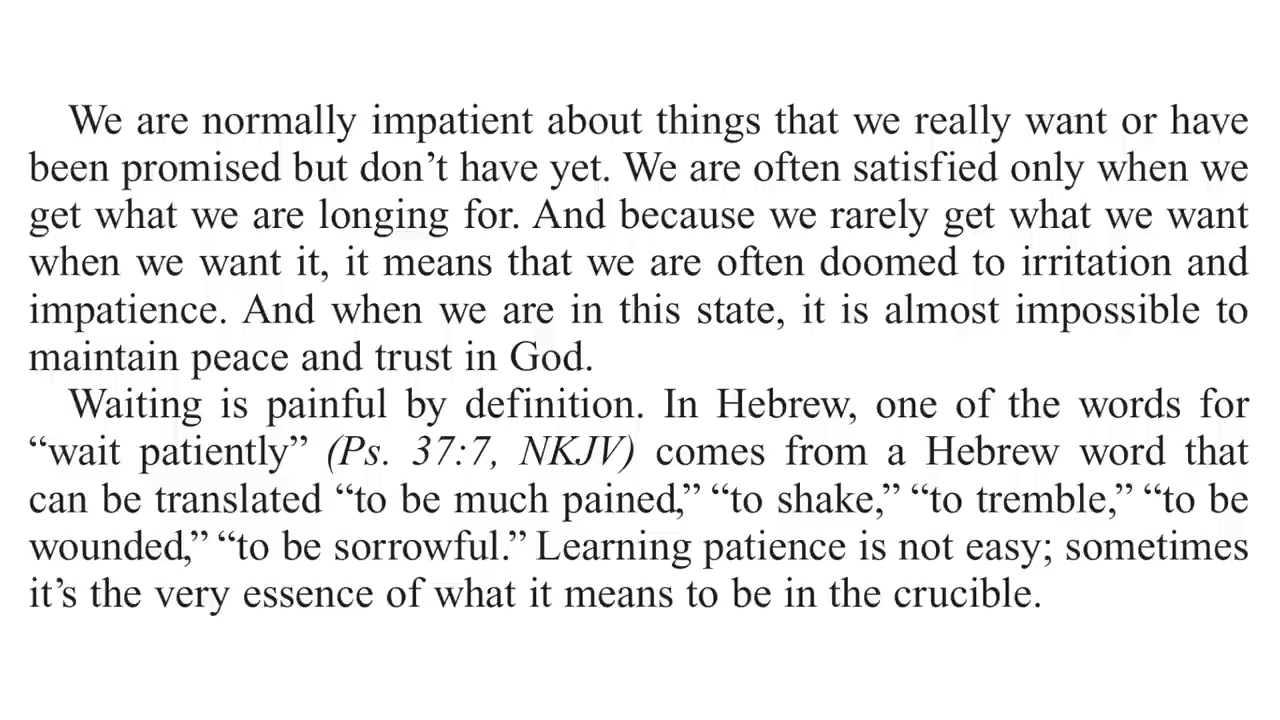 We are normally impatient about things that we really want or have
been promised but don’t have yet. We are often satisfied only when we
get what we are longing for. And because we rarely get what we want
when we want it, it means that we are often doomed to irritation and
impatience. And when we are in this state, it is almost impossible to
maintain peace and trust in God.
Waiting is painful by definition. In Hebrew, one of the words for
“wait patiently” (Ps. 37:7, NKJV) comes from a Hebrew word that
can be translated “to be much pained,” “to shake,” “to tremble,” “to be
wounded,” “to be sorrowful.” Learning patience is not easy; sometimes
it’s the very essence of what it means to be in the crucible.